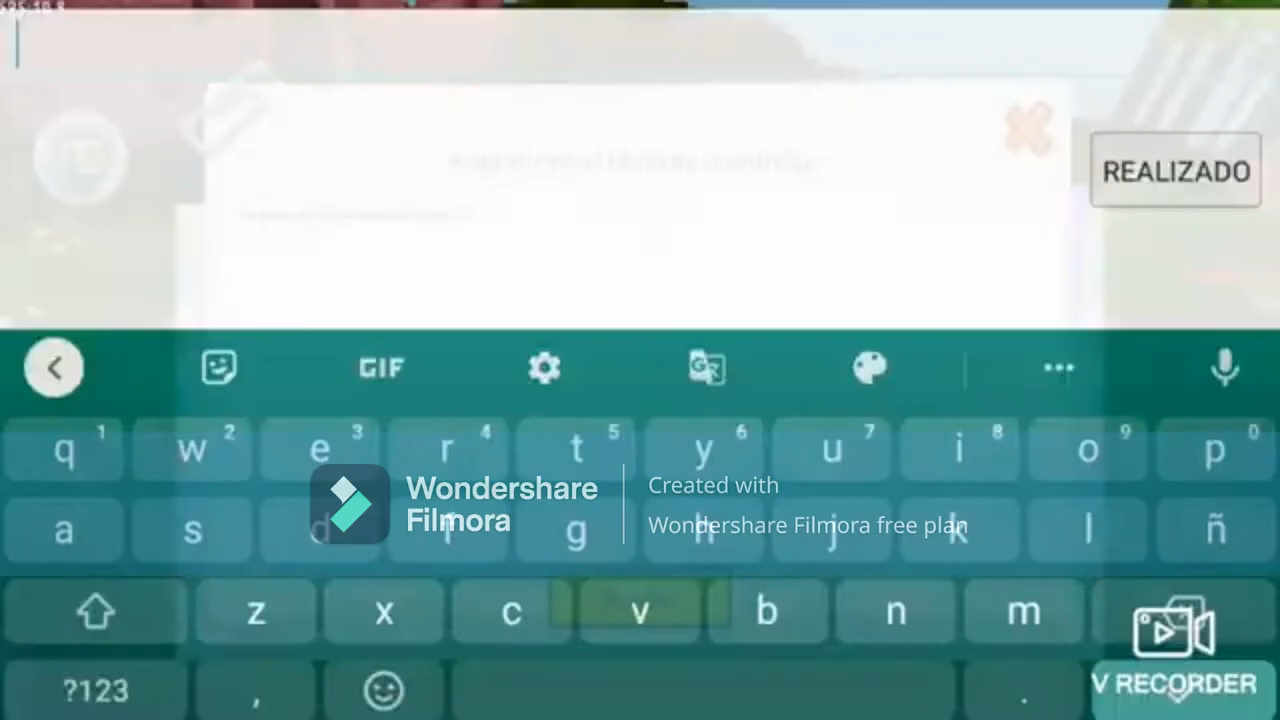 REALIZADO
GIF
q 1 w 2 e 3 r 4 t 5 y 6 u 7 i 8 o 9 p 0
Wondershare
Filmora
Created with
Wondershare Filmora free plan
a s d f g h j k l ñ
z x c v b n m
?123 , .
V RECORDER